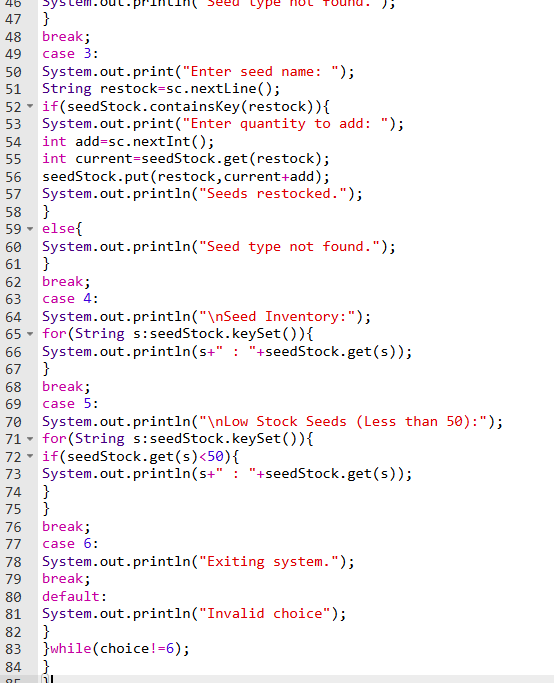 46 System.out.println("Seed type not found.");
47 }
48 break;
49 case 3:
50 System.out.print("Enter seed name: ");
51 String restock=sc.nextLine();
52 if(seedStock.containsKey(restock)){
53 System.out.print("Enter quantity to add: ");
54 int add=sc.nextInt();
55 int current=seedStock.get(restock);
56 seedStock.put(restock,current+add);
57 System.out.println("Seeds restocked.");
58 }
59 else{
60 System.out.println("Seed type not found.");
61 }
62 break;
63 case 4:
64 System.out.println("\nSeed Inventory:");
65 for(String s:seedStock.keySet()){
66 System.out.println(s+" : "+seedStock.get(s));
67 }
68 break;
69 case 5:
70 System.out.println("\nLow Stock Seeds (Less than 50):");
71 for(String s:seedStock.keySet()){
72 if(seedStock.get(s)<50){
73 System.out.println(s+" : "+seedStock.get(s));
74 }
75 }
76 break;
77 case 6:
78 System.out.println("Exiting system.");
79 break;
80 default:
81 System.out.println("Invalid choice");
82 }
83 }while(choice!=6);
84 }
85 }